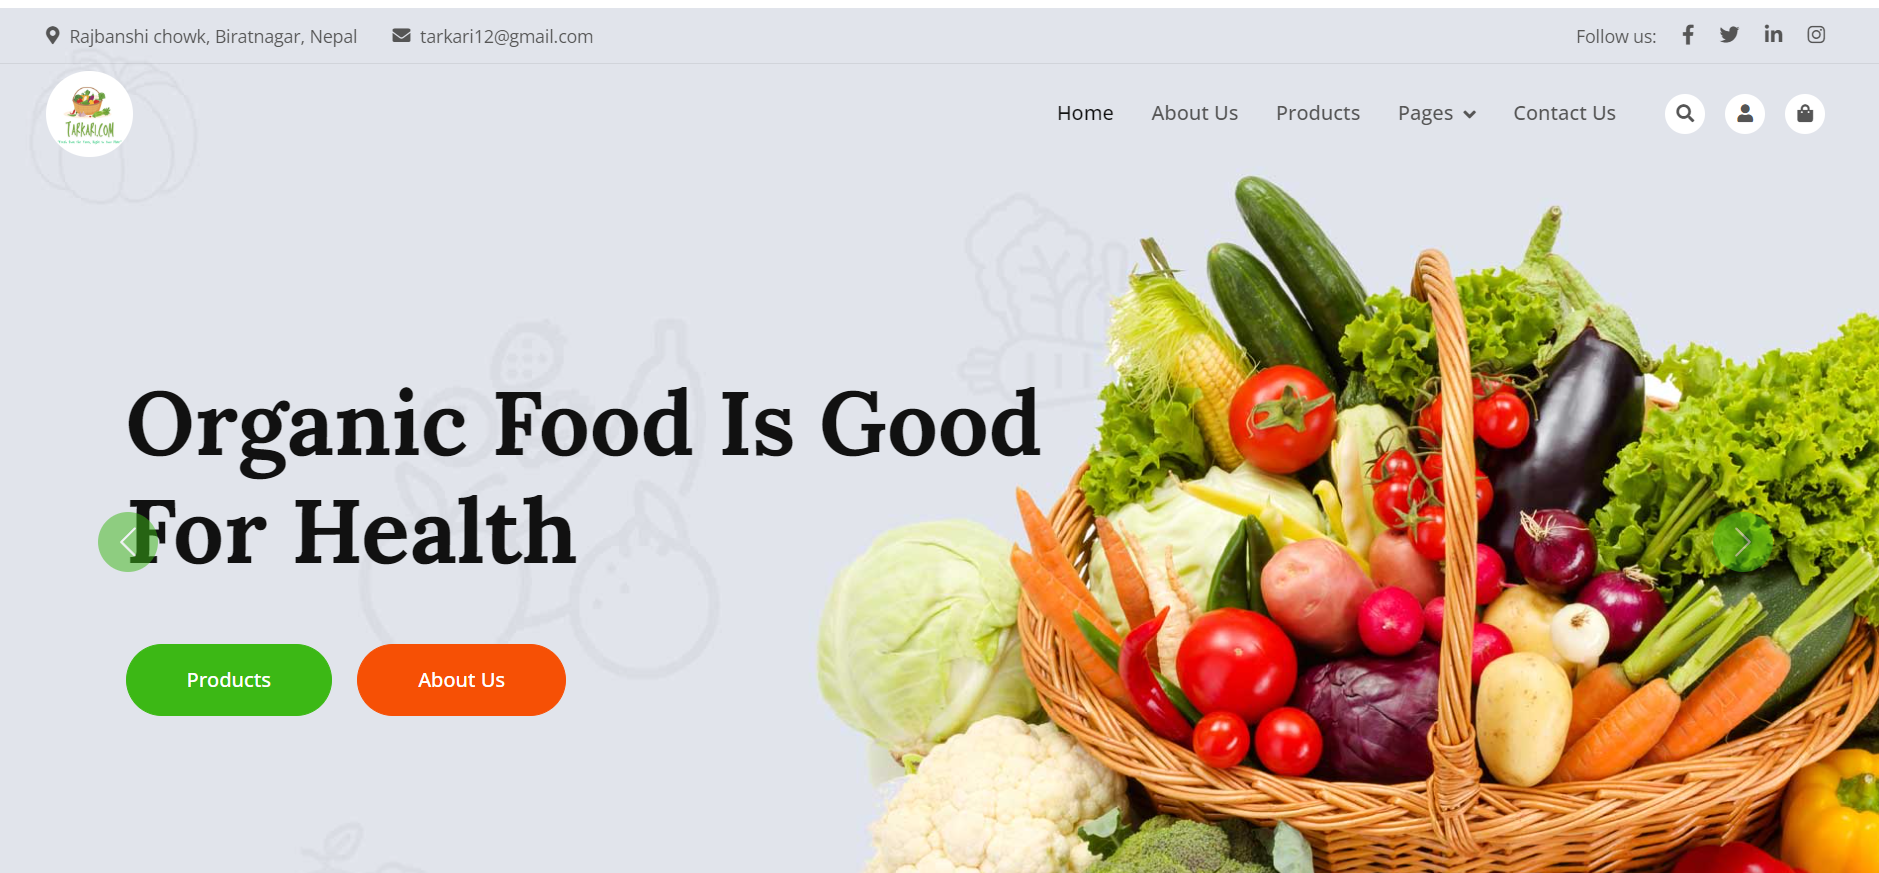 Rajbanshi chowk, Biratnagar, Nepal
tarkari12@gmail.com
Follow us:
TARKARI.COM
Home
About Us
Products
Pages
Contact Us
Organic Food Is Good
For Health
Products
About Us